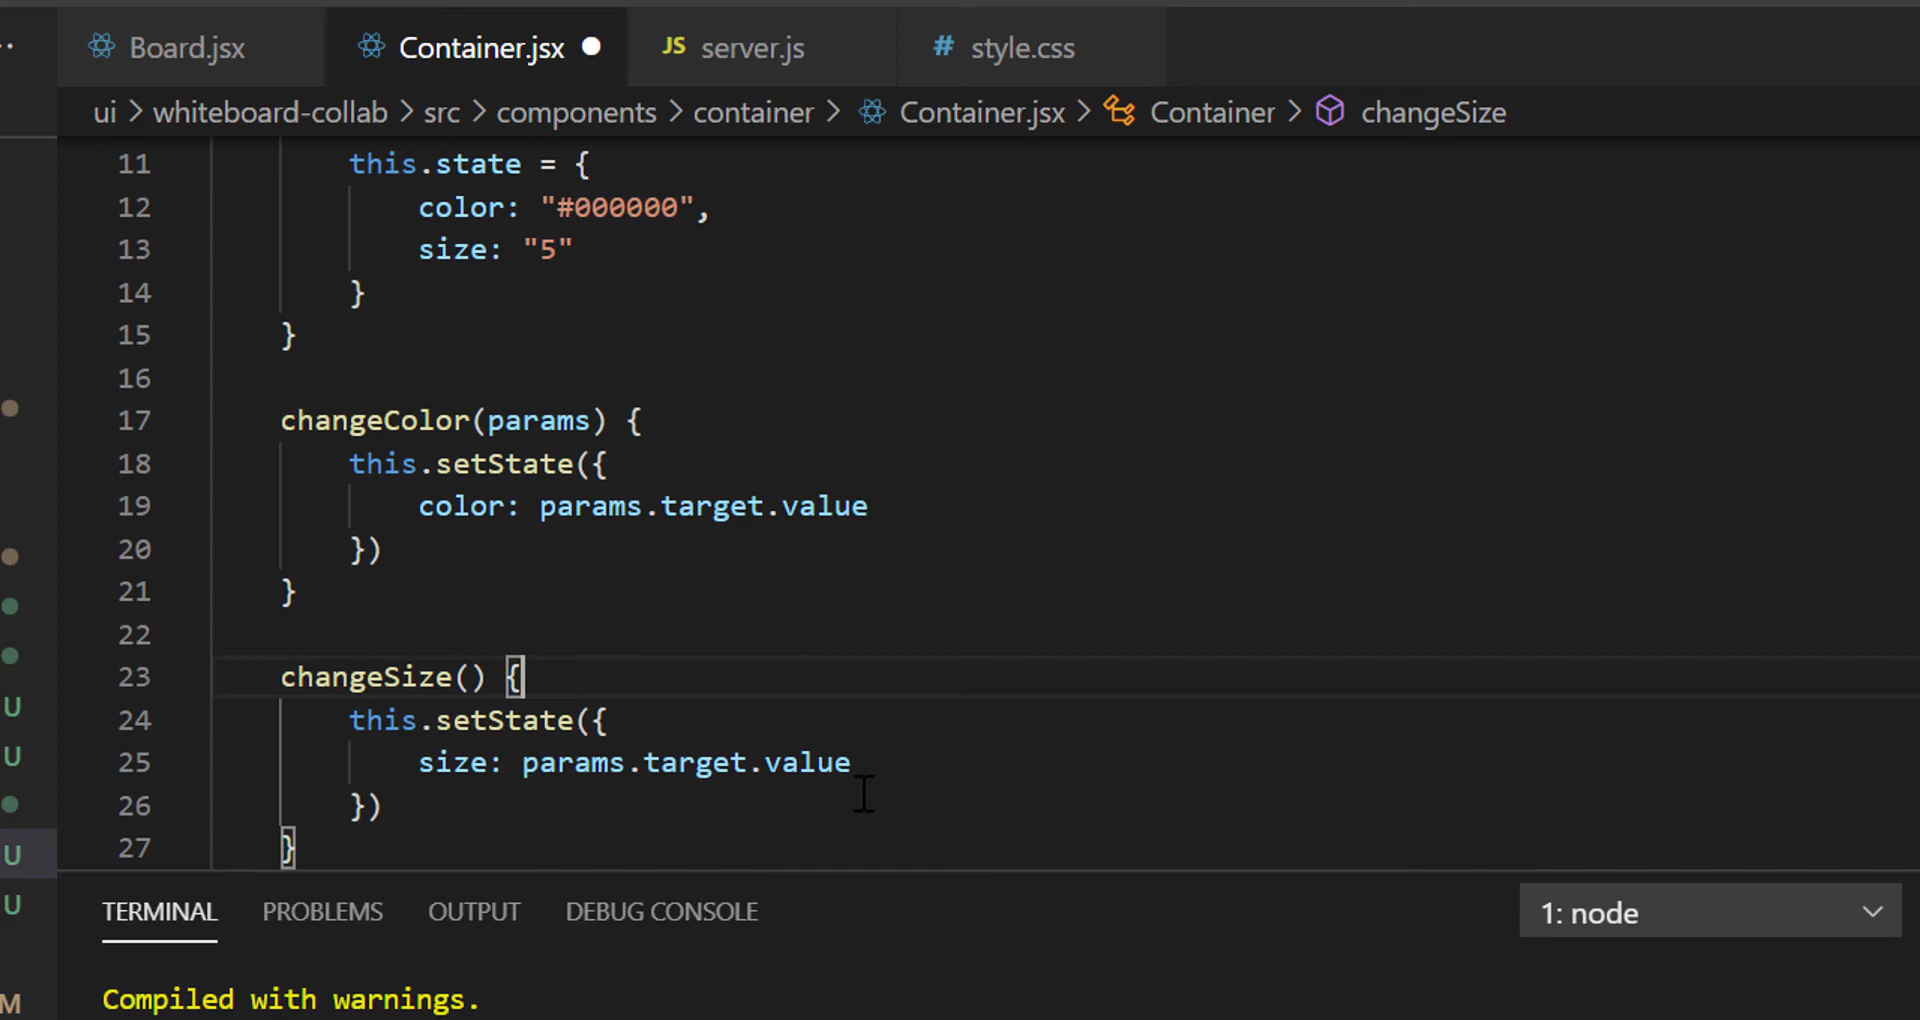 Board.jsx Container.jsx JS server.js # style.css
ui > whiteboard-collab > src > components > container > Container.jsx > Container > changeSize
11 this.state = {
12 color: "#000000",
13 size: "5"
14 }
15 }
16
17 changeColor(params) {
18 this.setState({
19 color: params.target.value
20 })
21 }
22
23 changeSize() {
24 this.setState({
25 size: params.target.value
26 })
27 }
U
U
U
U
M
TERMINAL PROBLEMS OUTPUT DEBUG CONSOLE 1: node
Compiled with warnings.